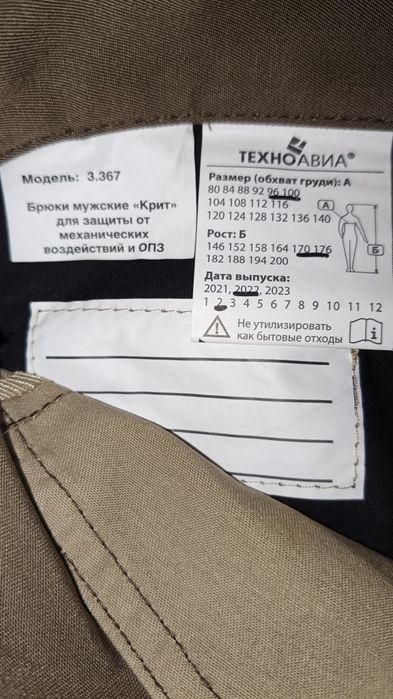 Модель: 3.367
Брюки мужские «Крит»
для защиты от
механических
воздействий и ОПЗ
ТЕХНОАВИА®
Размер (обхват груди): А
80 84 88 92 96 100
104 108 112 116
120 124 128 132 136 140
Рост: Б
146 152 158 164 170 176
182 188 194 200
А
Б
Дата выпуска:
2021, 2022, 2023
1 2 3 4 5 6 7 8 9 10 11 12
Не утилизировать
как бытовые отходы